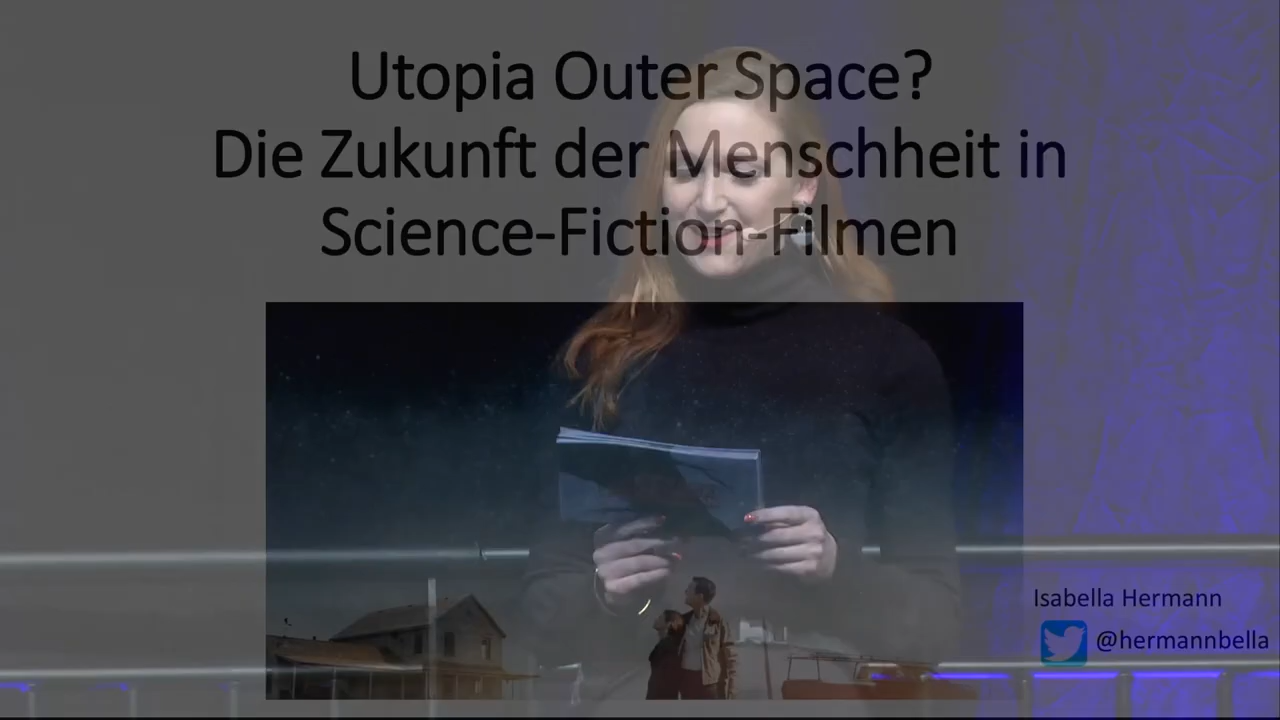 Utopia Outer Space?
Die Zukunft der Menschheit in
Science-Fiction-Filmen
Isabella Hermann
@hermannbella